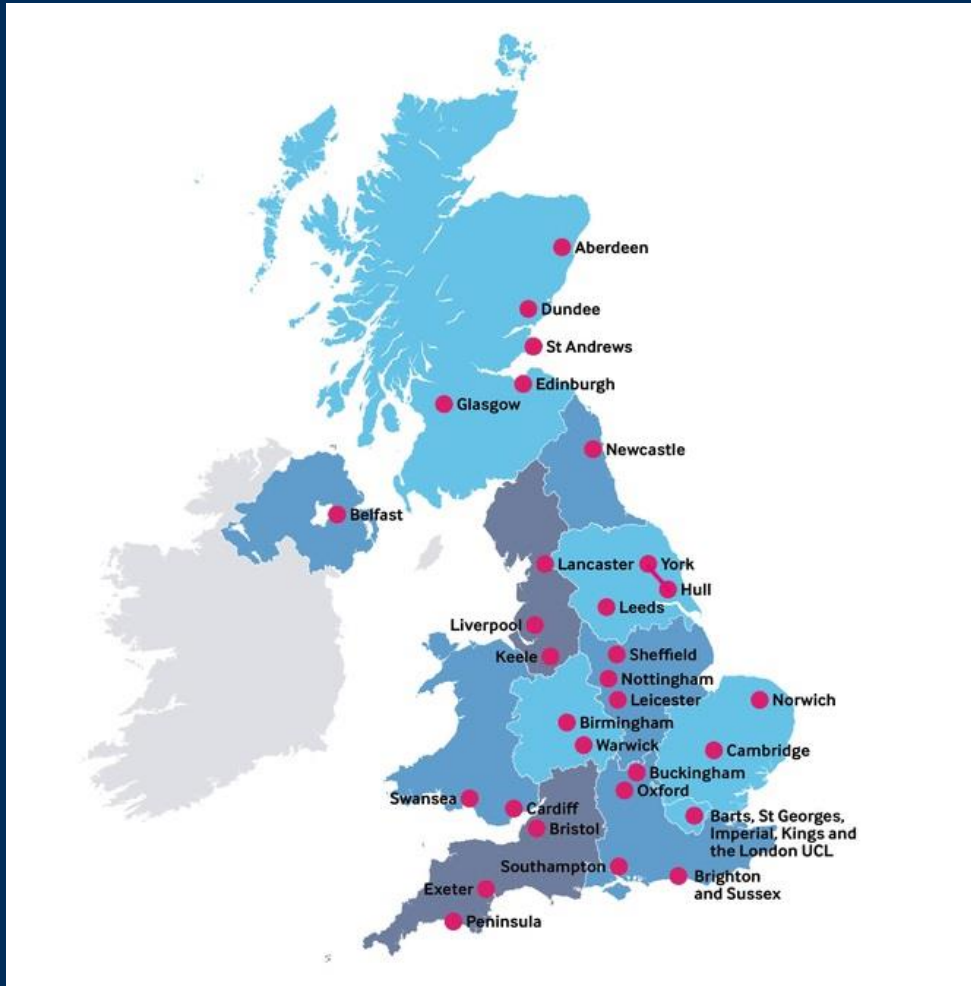 Aberdeen
Dundee
St Andrews
Edinburgh
Glasgow
Newcastle
Belfast
Lancaster
York
Hull
Leeds
Liverpool
Sheffield
Keele
Nottingham
Leicester
Norwich
Birmingham
Warwick
Cambridge
Buckingham
Oxford
Swansea
Cardiff
Barts, St Georges,
Imperial, Kings and
the London UCL
Bristol
Southampton
Brighton
and Sussex
Exeter
Peninsula